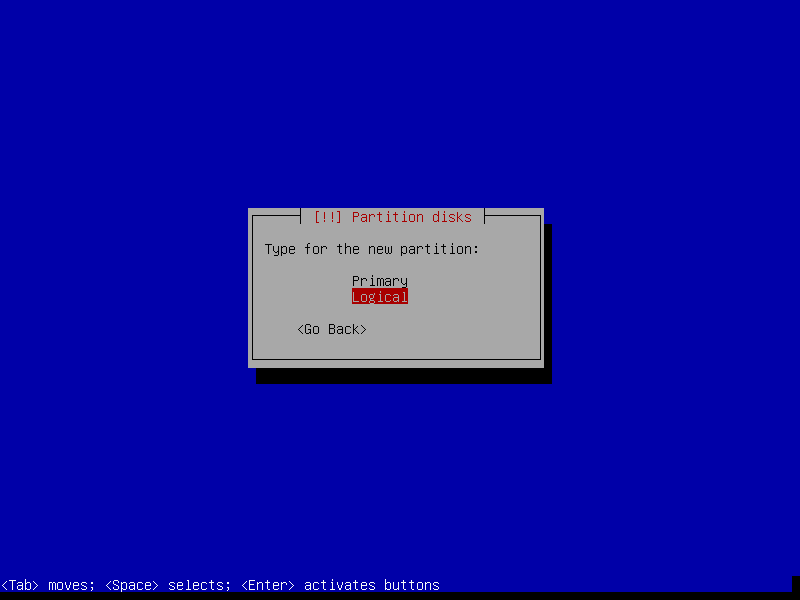 [!!] Partition disks
Type for the new partition:
Primary
Logical
<Go Back>
<Tab> moves; <Space> selects; <Enter> activates buttons